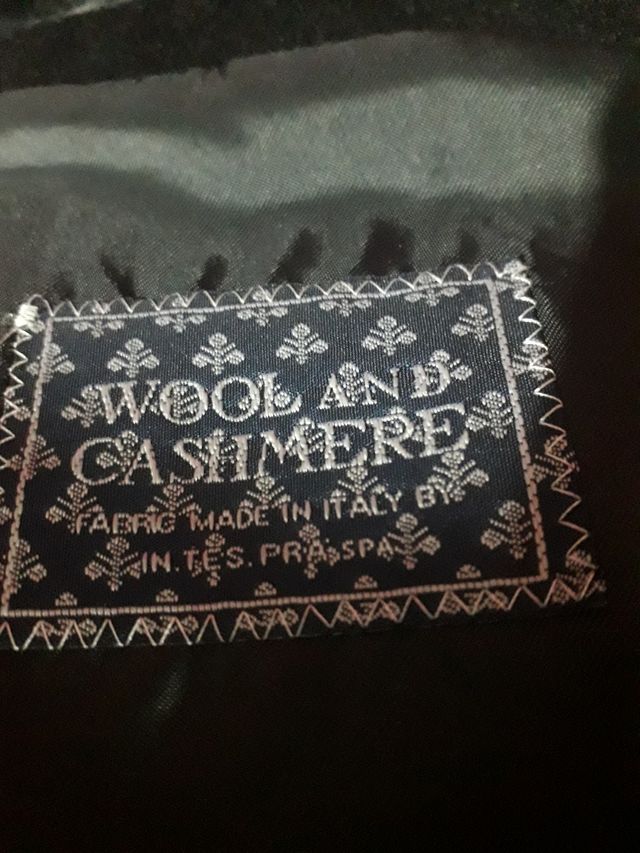 WOOL AND
CASHMERE
FABRIC MADE IN ITALY BY
IN.TES.PRA.SPA